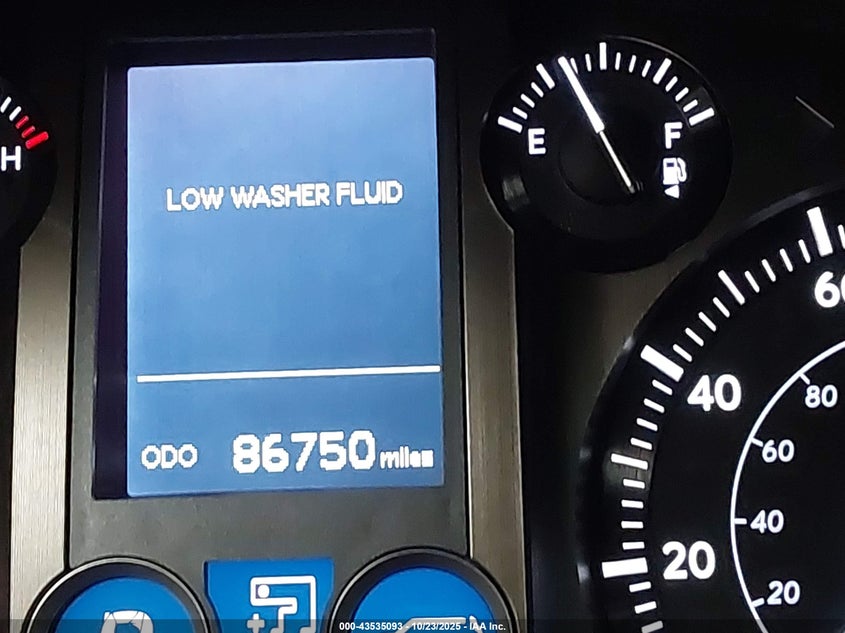 H
LOW WASHER FLUID
ODO 86750 miles
E F
60
40
20
80
60
40
20
000-43535093 - 10/23/2025 - IAA Inc.